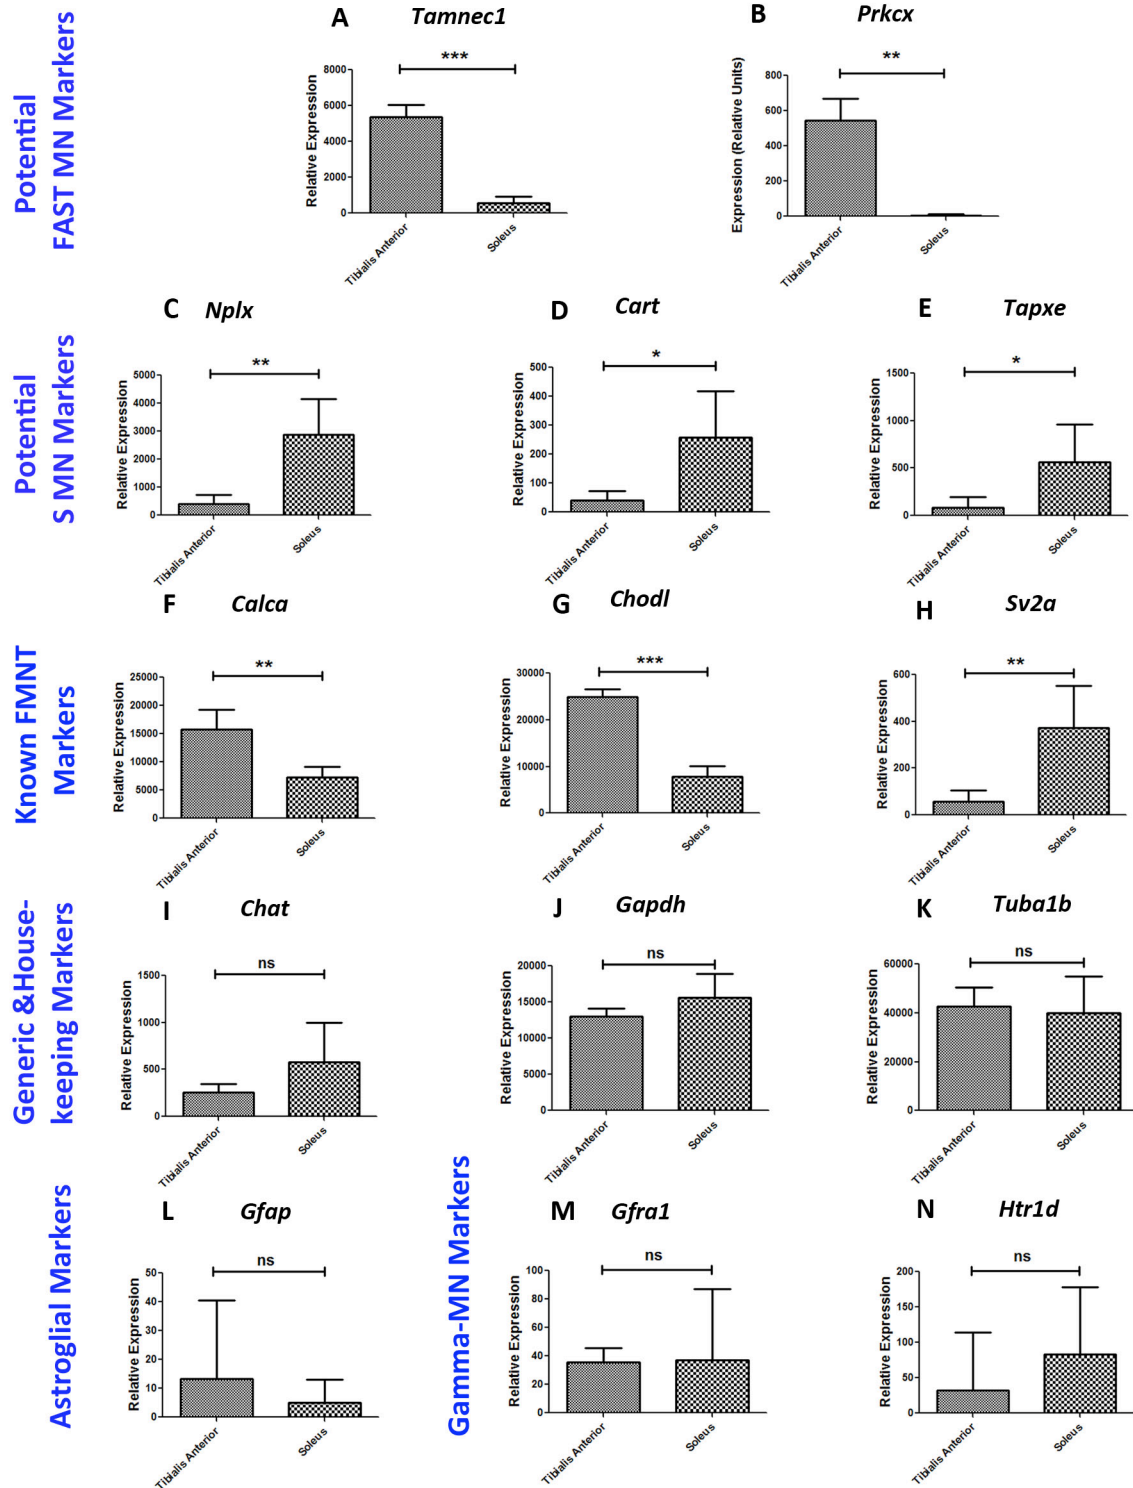 Potential
FAST MN Markers
A Tamnec1
***
Relative Expression
8000
6000
4000
2000
0
Tibialis Anterior
Soleus
B Prkcx
**
Expression (Relative Units)
800
600
400
200
0
Tibialis Anterior
Soleus
Potential
S MN Markers
C Nplx
**
Relative Expression
5000
4000
3000
2000
1000
0
Tibialis Anterior
Soleus
D Cart
*
Relative Expression
500
400
300
200
100
0
Tibialis Anterior
Soleus
E Tapxe
*
Relative Expression
1500
1000
500
0
Tibialis Anterior
Soleus
Known FMNT
Markers
F Calca
**
Relative Expression
25000
20000
15000
10000
5000
0
Tibialis Anterior
Soleus
G Chodl
***
Relative Expression
30000
20000
10000
0
Tibialis Anterior
Soleus
H Sv2a
**
Relative Expression
600
400
200
0
Tibialis Anterior
Soleus
Generic &House-
keeping Markers
I Chat
ns
Relative Expression
1500
1000
500
0
Tibialis Anterior
Soleus
J Gapdh
ns
Relative Expression
20000
15000
10000
5000
0
Tibialis Anterior
Soleus
K Tuba1b
ns
Relative Expression
60000
40000
20000
0
Tibialis Anterior
Soleus
Astroglial Markers
L Gfap
ns
Relative Expression
50
40
30
20
10
0
Tibialis Anterior
Soleus
Gamma-MN Markers
M Gfra1
ns
Relative Expression
100
80
60
40
20
0
Tibialis Anterior
Soleus
N Htr1d
ns
Relative Expression
200
150
100
50
0
Tibialis Anterior
Soleus